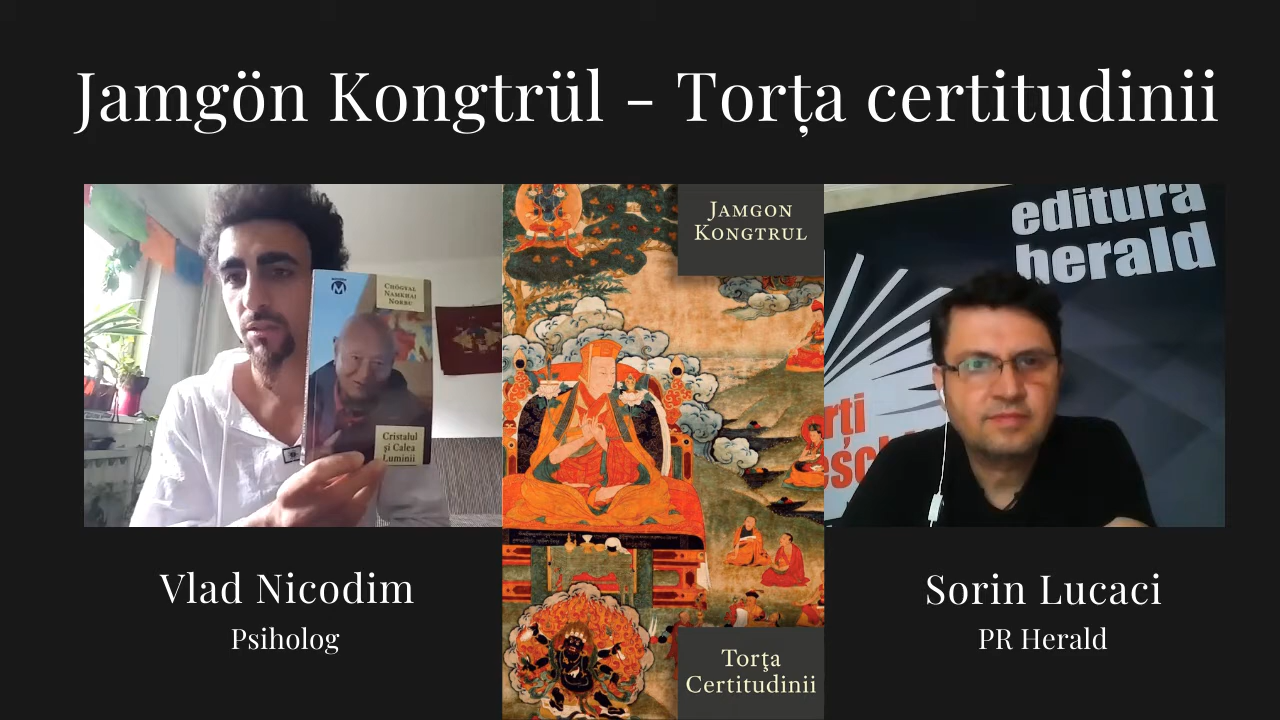 Jamgön Kongtrül – Torța certitudinii
CHÖGYAL
NAMKHAI
NORBU
Cristalul
și Calea
Luminii
JAMGON
KONGTRUL
Torţa
Certitudinii
editura
herald
Vlad Nicodim
Psiholog
Sorin Lucaci
PR Herald